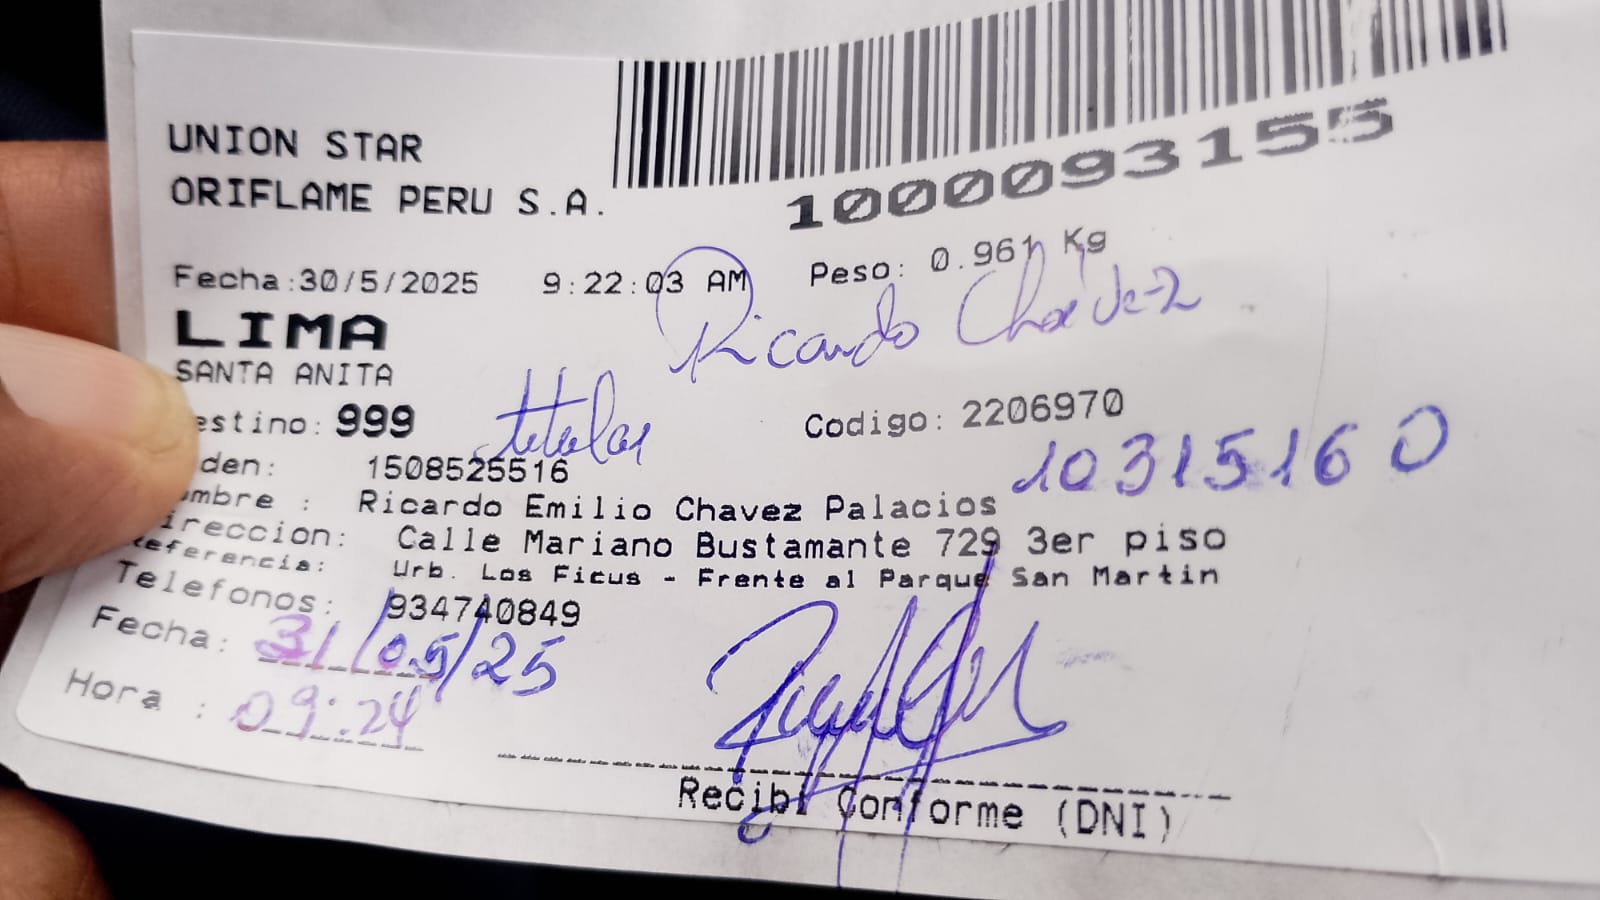 1000093155
UNION STAR
ORIFLAME PERU S.A.
Fecha:30/5/2025 9:22:03 AM Peso: 0.961 Kg
Ricardo Chávez
LIMA
SANTA ANITA
estino: 999 titular Codigo: 2206970
10315160
den: 1508525516
ombre : Ricardo Emilio Chavez Palacios
ireccion: Calle Mariano Bustamante 729 3er piso
Referencia: Urb. Los Ficus - Frente al Parque San Martin
Telefonos: 934740849
Fecha: 31/05/25
Hora : 09:24
Recibi Conforme (DNI)